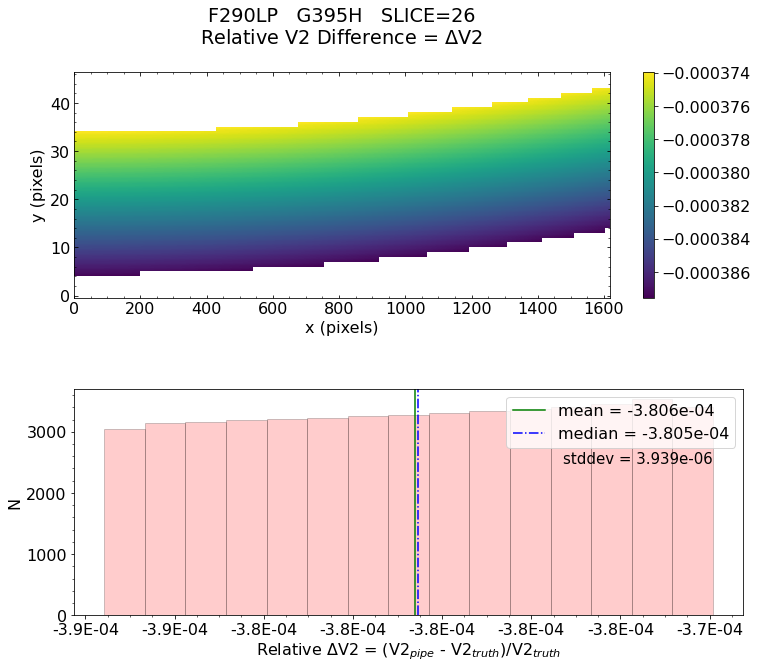 F290LP G395H SLICE=26
Relative V2 Difference = ΔV2
y (pixels)
40
30
20
10
0
0 200 400 600 800 1000 1200 1400 1600
x (pixels)
−0.000374
−0.000376
−0.000378
−0.000380
−0.000382
−0.000384
−0.000386
mean = -3.806e-04
median = -3.805e-04
stddev = 3.939e-06
N
3000
2000
1000
0
-3.9E-04 -3.9E-04 -3.8E-04 -3.8E-04 -3.8E-04 -3.8E-04 -3.8E-04 -3.7E-04
Relative ΔV2 = (V2pipe - V2truth)/V2truth